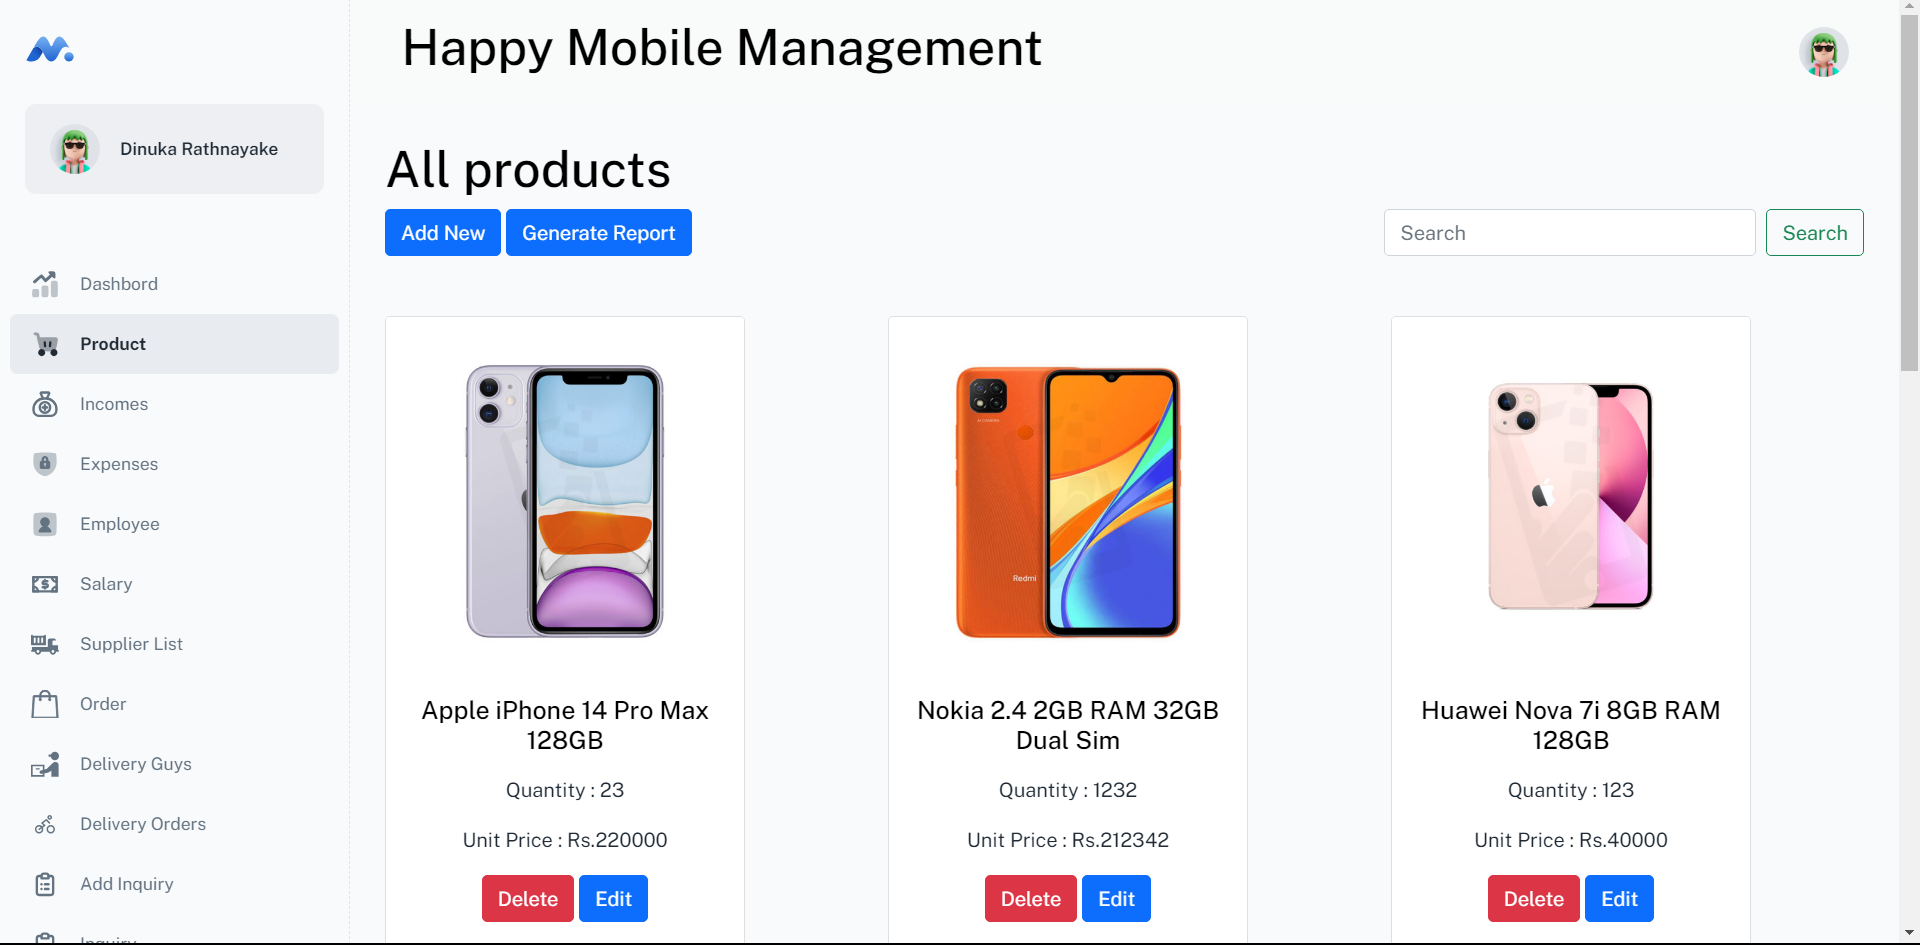 Happy Mobile Management
Dinuka Rathnayake
Dashbord
Product
Incomes
Expenses
Employee
Salary
Supplier List
Order
Delivery Guys
Delivery Orders
Add Inquiry
Inquiry
All products
Add New
Generate Report
Search
Search
Redmi
Apple iPhone 14 Pro Max
128GB
Quantity : 23
Unit Price : Rs.220000
Delete
Edit
Nokia 2.4 2GB RAM 32GB
Dual Sim
Quantity : 1232
Unit Price : Rs.212342
Delete
Edit
Huawei Nova 7i 8GB RAM
128GB
Quantity : 123
Unit Price : Rs.40000
Delete
Edit